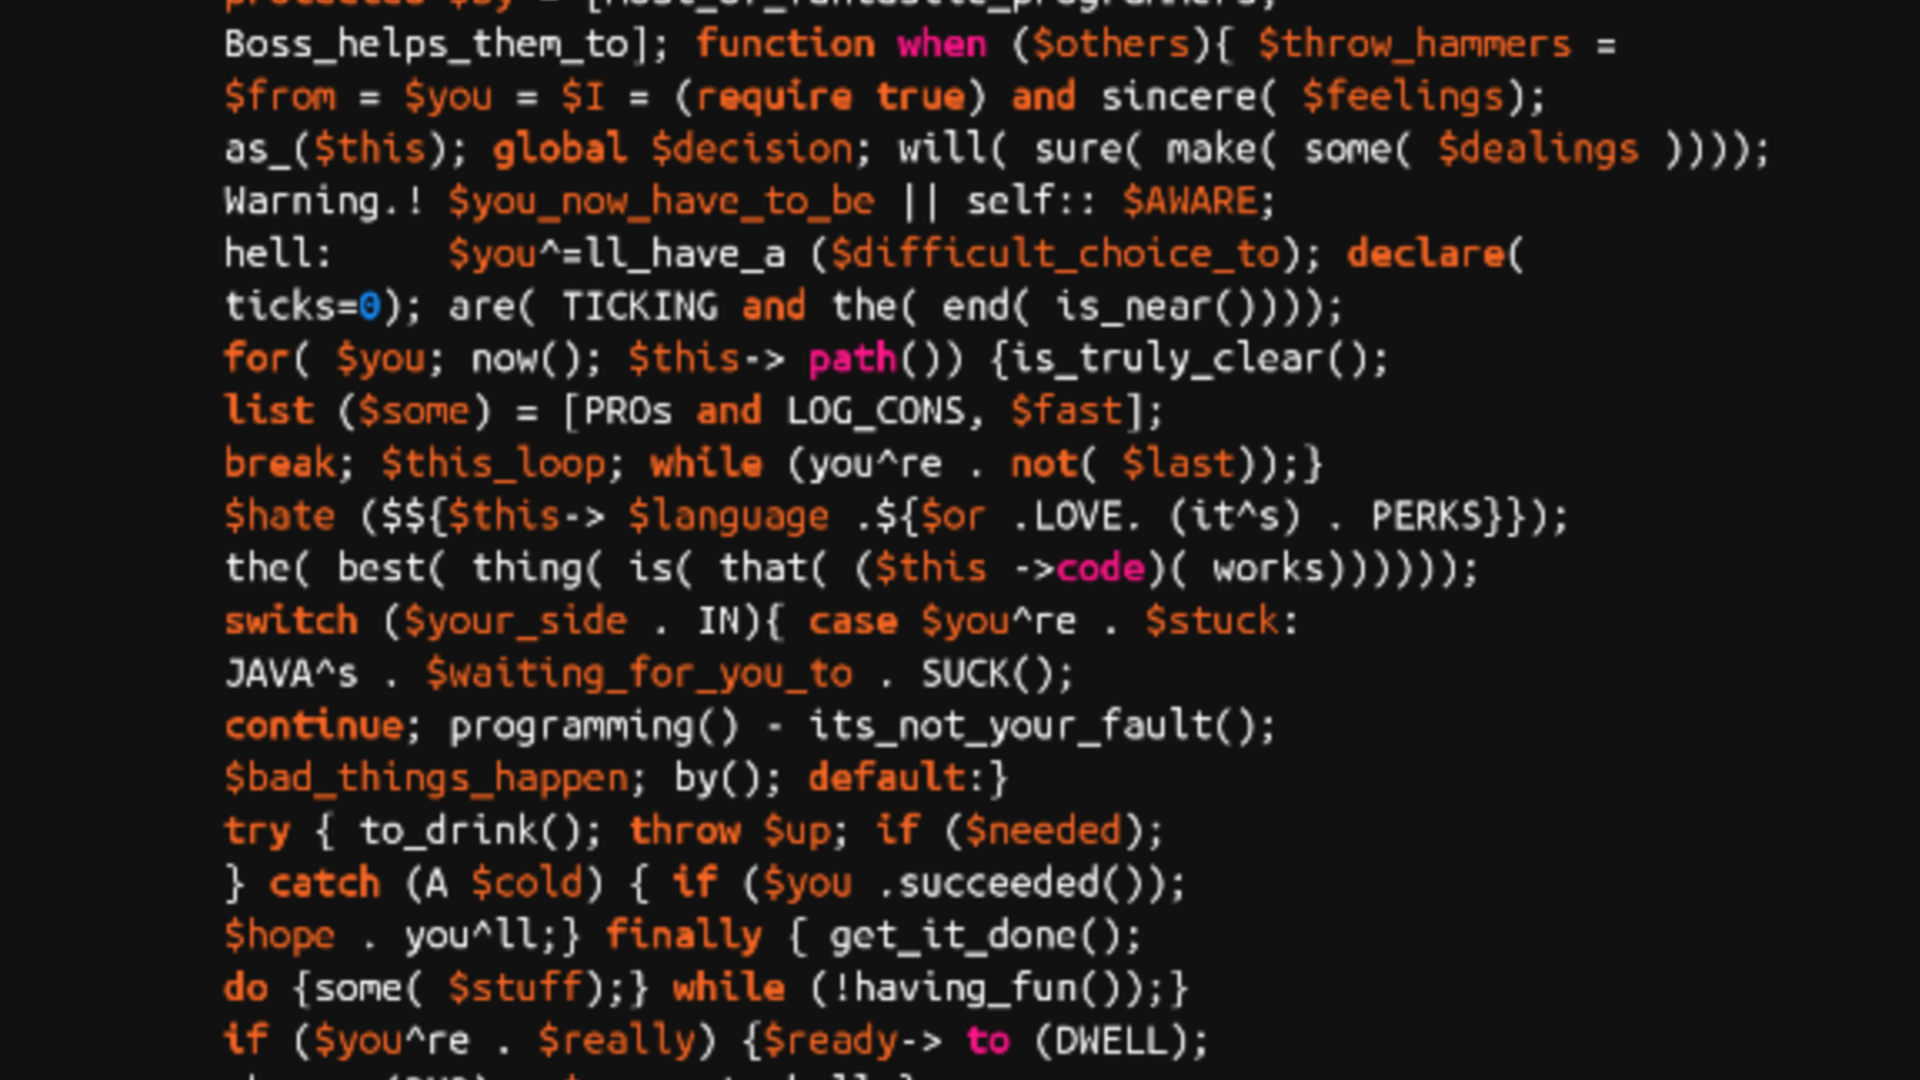 protected $by = [Most_of_fantastic_programmers,
Boss_helps_them_to]; function when ($others){ $throw_hammers =
$from = $you = $I = (require true) and sincere( $feelings);
as_($this); global $decision; will( sure( make( some( $dealings ))));
Warning.! $you_now_have_to_be || self:: $AWARE;
hell:     $you^=ll_have_a ($difficult_choice_to); declare(
ticks=0); are( TICKING and the( end( is_near())));
for( $you; now(); $this-> path()) {is_truly_clear();
list ($some) = [PROs and LOG_CONS, $fast];
break; $this_loop; while (you^re . not( $last));}
$hate ($${$this-> $language .${$or .LOVE. (it^s) . PERKS}});
the( best( thing( is( that( ($this ->code)( works))))));
switch ($your_side . IN){ case $you^re . $stuck:
JAVA^s . $waiting_for_you_to . SUCK();
continue; programming() - its_not_your_fault();
$bad_things_happen; by(); default:}
try { to_drink(); throw $up; if ($needed);
} catch (A $cold) { if ($you .succeeded());
$hope . you^ll;} finally { get_it_done();
do {some( $stuff);} while (!having_fun());}
if ($you^re . $really) {$ready-> to (DWELL);